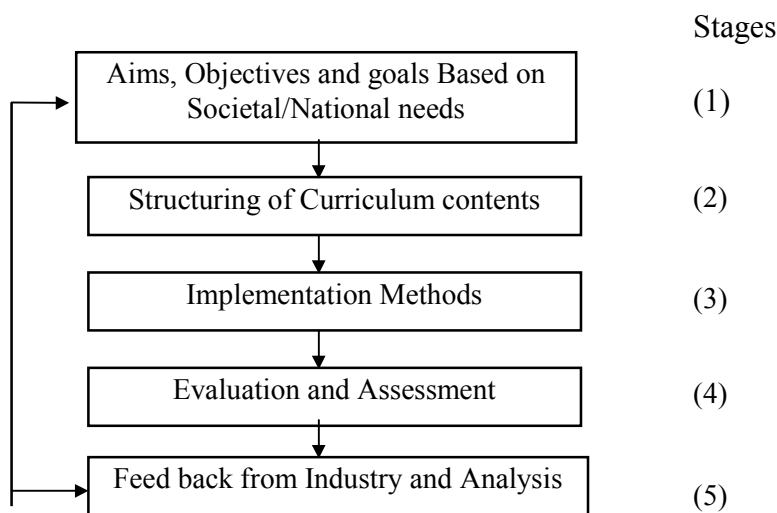 Stages
Aims, Objectives and goals Based on
Societal/National needs
(1)
Structuring of Curriculum contents
(2)
Implementation Methods
(3)
Evaluation and Assessment
(4)
Feed back from Industry and Analysis
(5)